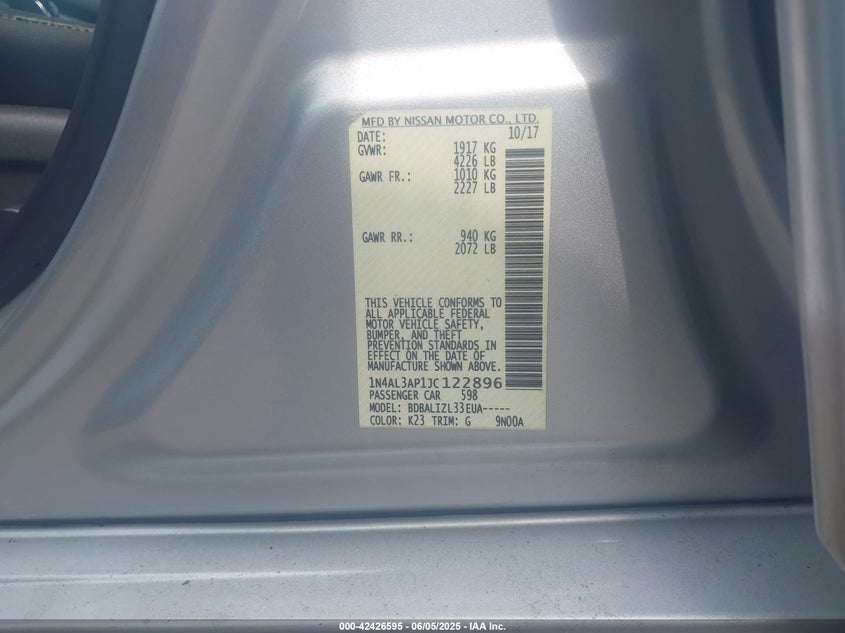 MFD BY NISSAN MOTOR CO., LTD.
DATE: 10/17
GVWR: 1917 KG
4226 LB
GAWR FR.: 1010 KG
2227 LB
GAWR RR.: 940 KG
2072 LB
THIS VEHICLE CONFORMS TO
ALL APPLICABLE FEDERAL
MOTOR VEHICLE SAFETY,
BUMPER, AND THEFT
PREVENTION STANDARDS IN
EFFECT ON THE DATE OF
MANUFACTURE SHOWN ABOVE.
1N4AL3AP1JC122896
PASSENGER CAR 598
MODEL: BDBALIZL33EUA-----
COLOR: K23 TRIM: G 9N00A
000-42426595 - 06/05/2025 - IAA Inc.